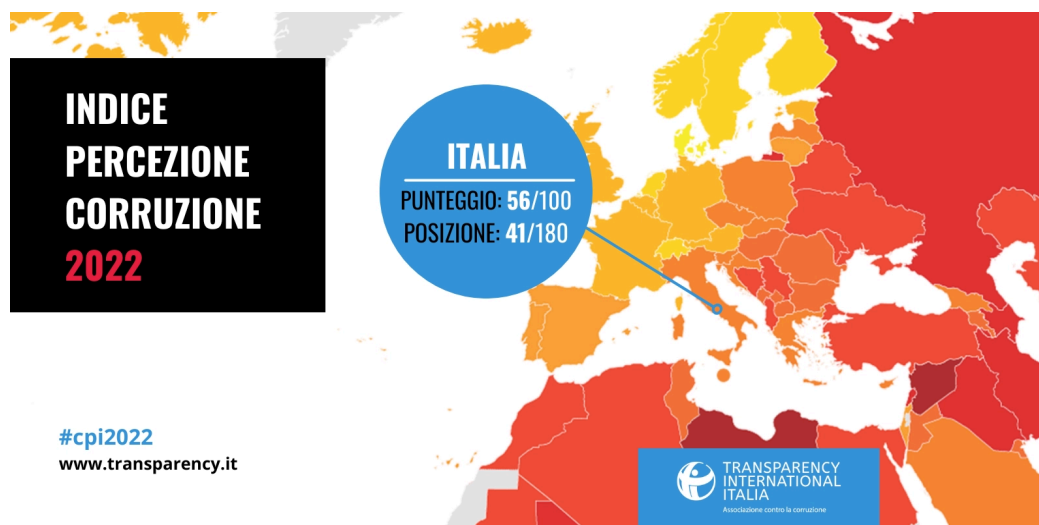 INDICE
PERCEZIONE
CORRUZIONE
2022
ITALIA
PUNTEGGIO: 56/100
POSIZIONE: 41/180
#cpi2022
www.transparency.it
TRANSPARENCY
INTERNATIONAL
ITALIA
Associazione contro la corruzione